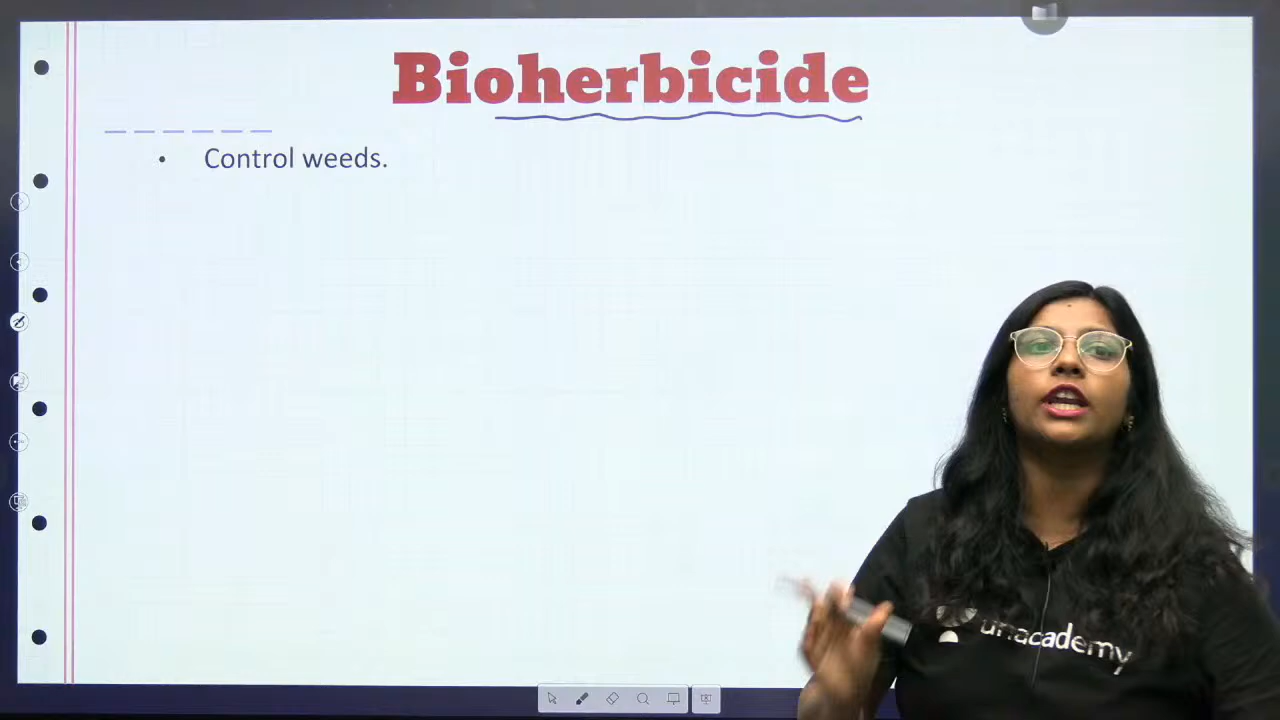 Bioherbicide
• Control weeds.
unacademy